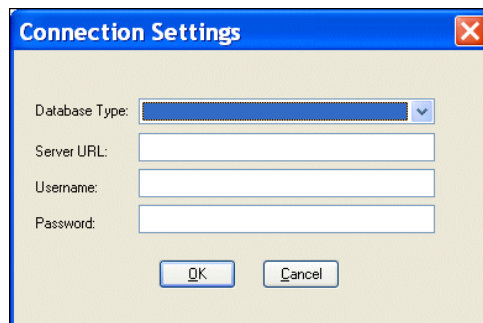 Connection Settings
Database Type:
Server URL:
Username:
Password:
OK Cancel